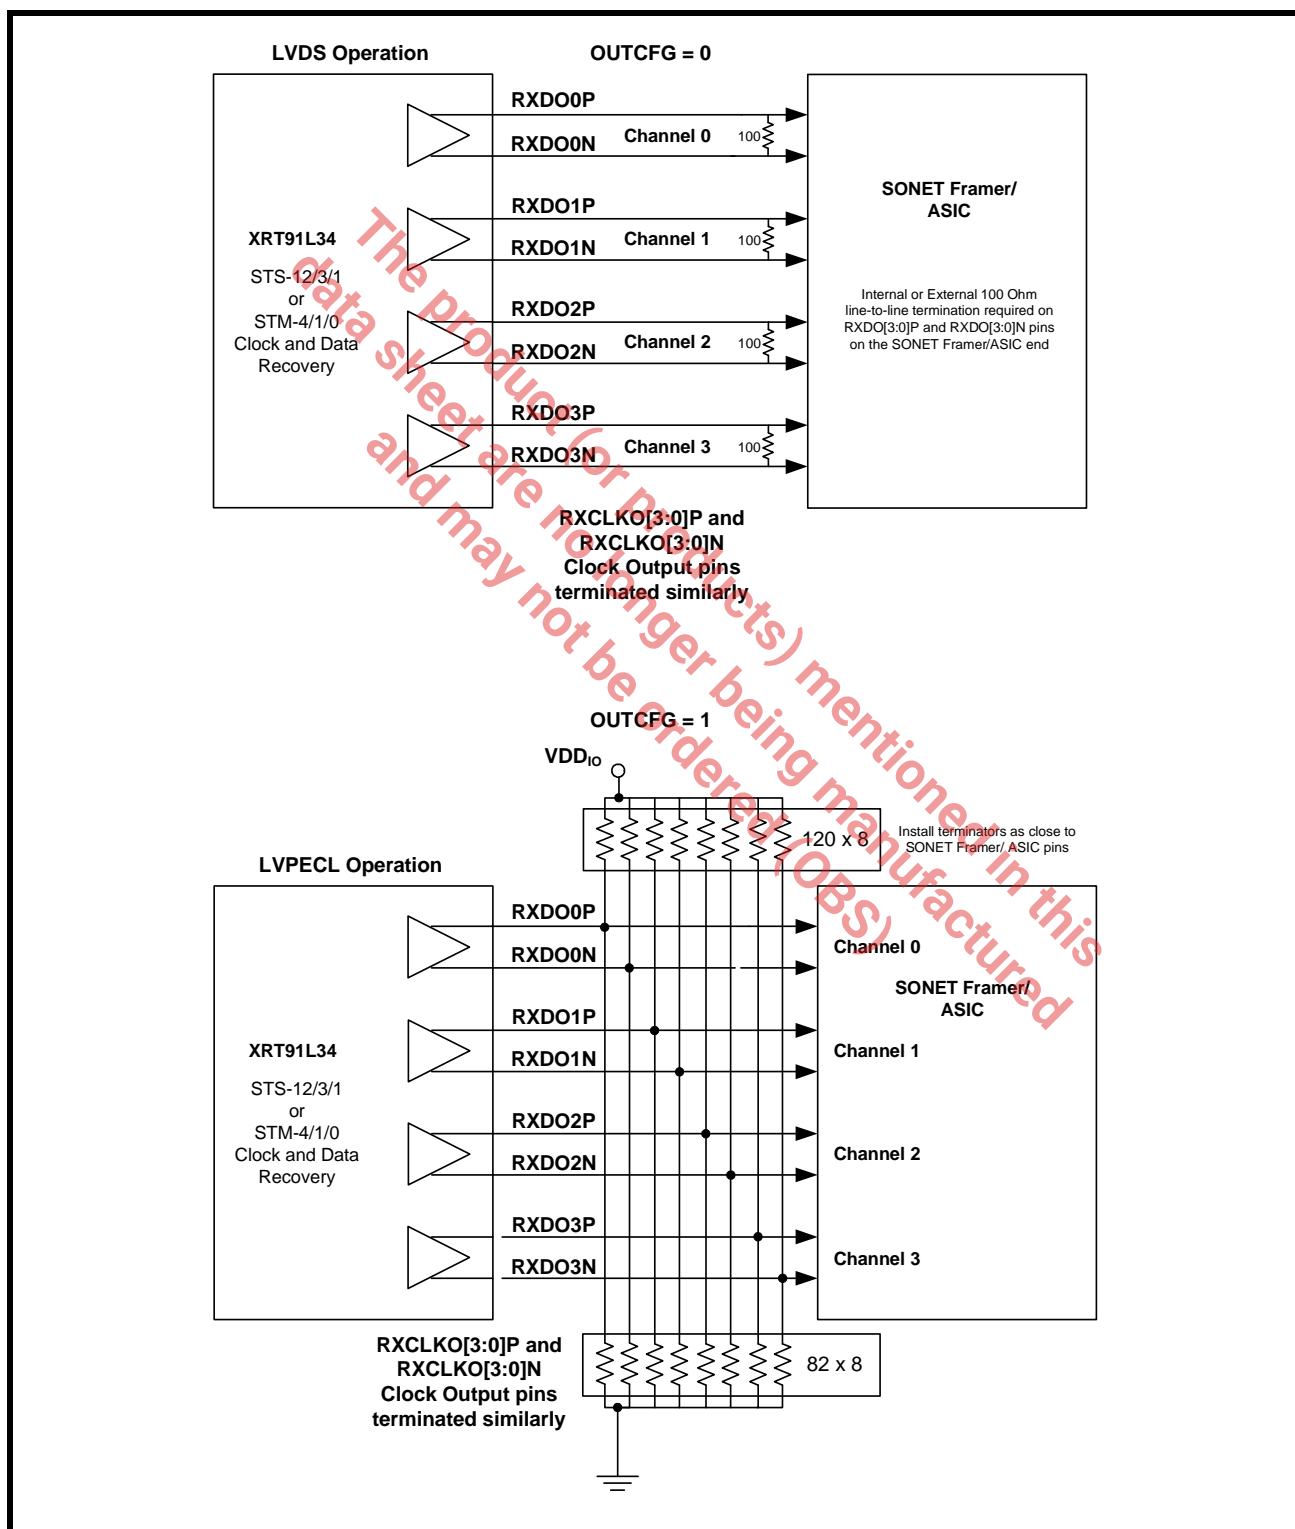 LVDS Operation
OUTCFG = 0
RXDO0P
Channel 0
100
RXDO0N
RXDO1P
Channel 1
100
RXDO1N
RXDO2P
Channel 2
100
RXDO2N
RXDO3P
Channel 3
100
RXDO3N
XRT91L34
STS-12/3/1
or
STM-4/1/0
Clock and Data
Recovery
SONET Framer/
ASIC
Internal or External 100 Ohm
line-to-line termination required on
RXDO[3:0]P and RXDO[3:0]N pins
on the SONET Framer/ASIC end
RXCLKO[3:0]P and
RXCLKO[3:0]N
Clock Output pins
terminated similarly
OUTCFG = 1
VDDIO
120 x 8
Install terminators as close to
SONET Framer/ ASIC pins
LVPECL Operation
RXDO0P
RXDO0N
Channel 0
SONET Framer/
ASIC
RXDO1P
RXDO1N
Channel 1
RXDO2P
RXDO2N
Channel 2
RXDO3P
RXDO3N
Channel 3
XRT91L34
STS-12/3/1
or
STM-4/1/0
Clock and Data
Recovery
RXCLKO[3:0]P and
RXCLKO[3:0]N
Clock Output pins
terminated similarly
82 x 8
The product (or products) mentioned in this
data sheet are no longer being manufactured
and may not be ordered (OBS)